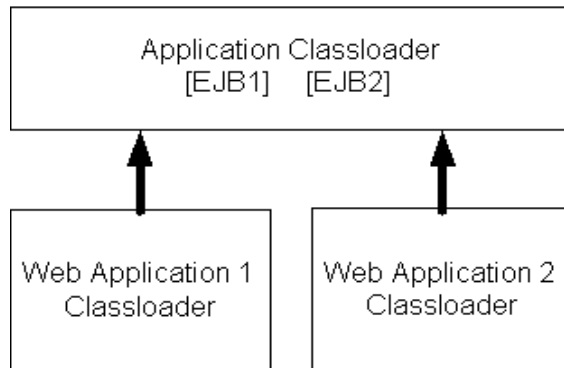 Application Classloader
[EJB1] [EJB2]
Web Application 1
Classloader
Web Application 2
Classloader